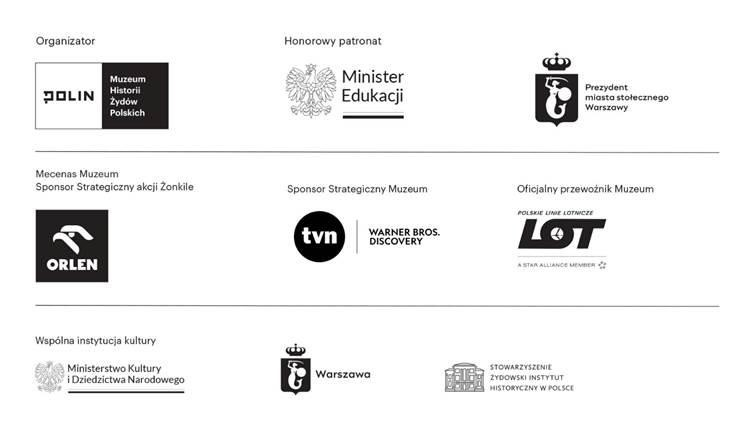 Organizator
POLIN
Muzeum
Historii
Żydów
Polskich
Honorowy patronat
Minister
Edukacji
Prezydent
miasta stołecznego
Warszawy
Mecenas Muzeum
Sponsor Strategiczny akcji Żonkile
ORLEN
Sponsor Strategiczny Muzeum
tvn
WARNER BROS.
DISCOVERY
Oficjalny przewoźnik Muzeum
POLSKIE LINIE LOTNICZE
LOT
A STAR ALLIANCE MEMBER
Wspólna instytucja kultury
Ministerstwo Kultury
i Dziedzictwa Narodowego
Warszawa
STOWARZYSZENIE
ŻYDOWSKI INSTYTUT
HISTORYCZNY W POLSCE